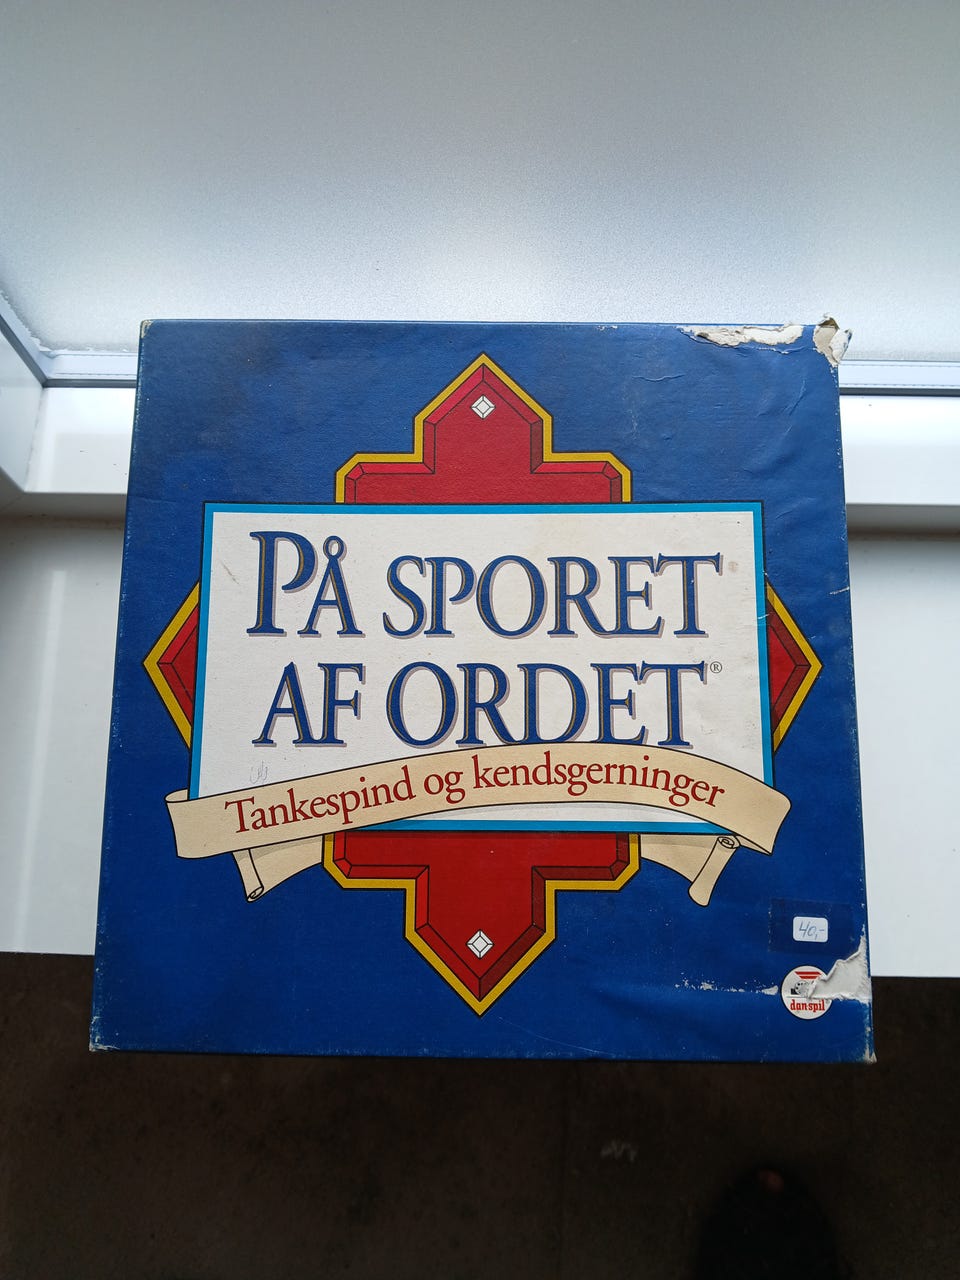 PÅ SPORET
AF ORDET®
Tankespind og kendsgerninger
40,-
danspil